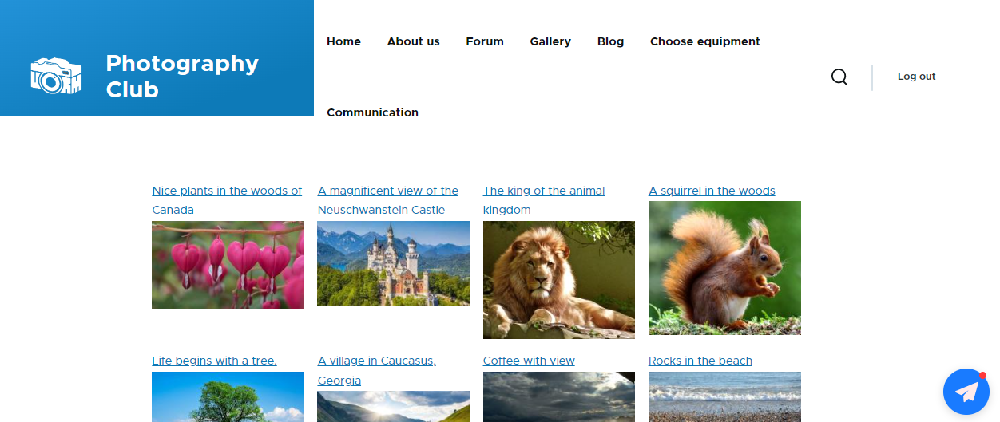 Photography
Club
Home About us Forum Gallery Blog Choose equipment
Log out
Communication
Nice plants in the woods of
Canada
A magnificent view of the
Neuschwanstein Castle
The king of the animal
kingdom
A squirrel in the woods
Life begins with a tree.
A village in Caucasus,
Georgia
Coffee with view
Rocks in the beach